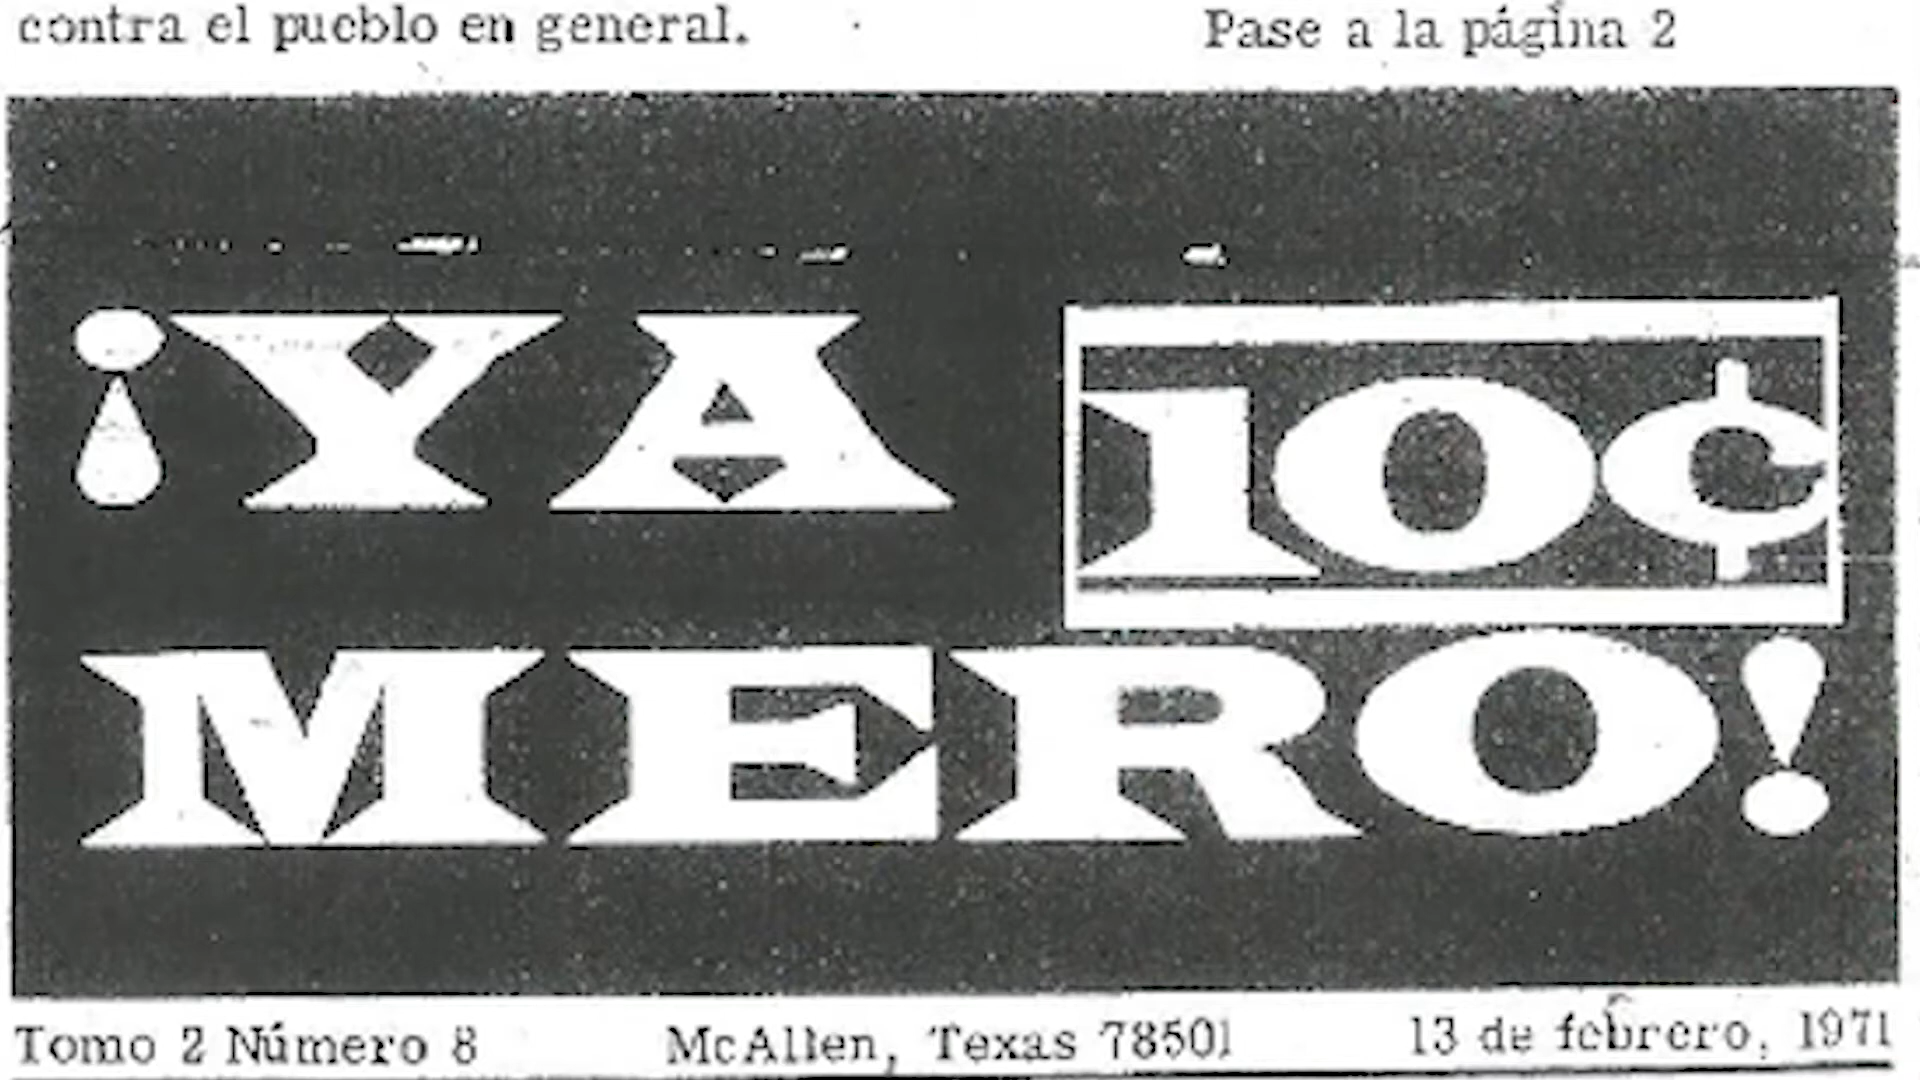 contra el pueblo en general.
Pase a la página 2
¡YA
10¢
MERO!
Tomo 2 Número 8 McAllen, Texas 78501 13 de febrero, 1971